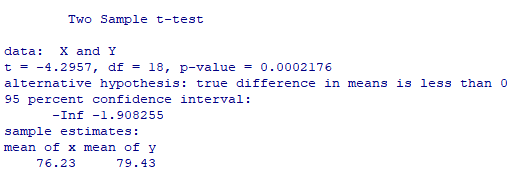 Two Sample t-test
data:  X and Y
t = -4.2957, df = 18, p-value = 0.0002176
alternative hypothesis: true difference in means is less than 0
95 percent confidence interval:
-Inf -1.908255
sample estimates:
mean of x mean of y
76.23     79.43